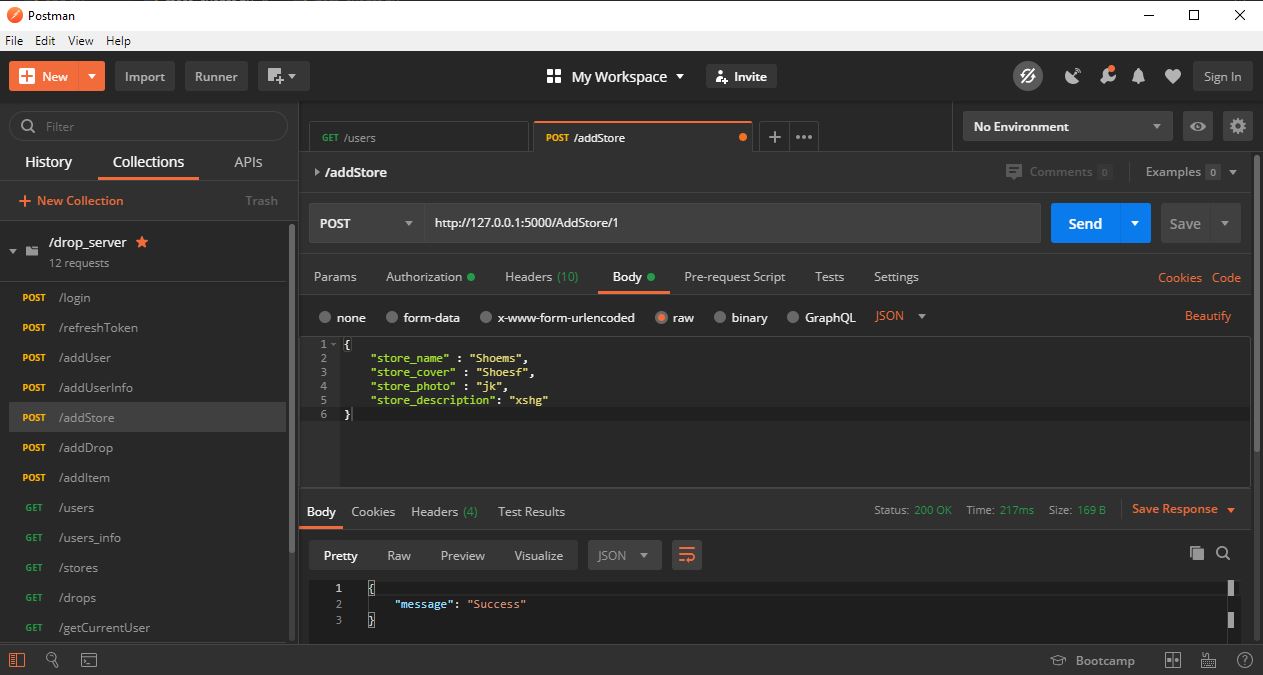 Postman
File Edit View Help
New Import Runner My Workspace Invite Sign In
Filter
History Collections APIs
New Collection Trash
/drop_server
12 requests
POST /login
POST /refreshToken
POST /addUser
POST /addUserInfo
POST /addStore
POST /addDrop
POST /addItem
GET /users
GET /users_info
GET /stores
GET /drops
GET /getCurrentUser
GET /users POST /addStore No Environment
/addStore Comments 0 Examples 0
POST http://127.0.0.1:5000/AddStore/1 Send Save
Params Authorization Headers (10) Body Pre-request Script Tests Settings Cookies Code
none form-data x-www-form-urlencoded raw binary GraphQL JSON Beautify
1 {
2 "store_name" : "Shoems",
3 "store_cover" : "Shoesf",
4 "store_photo" : "jk",
5 "store_description": "xshg"
6 }
Body Cookies Headers (4) Test Results Status: 200 OK Time: 217ms Size: 169 B Save Response
Pretty Raw Preview Visualize JSON
1 {
2 "message": "Success"
3 }
Bootcamp